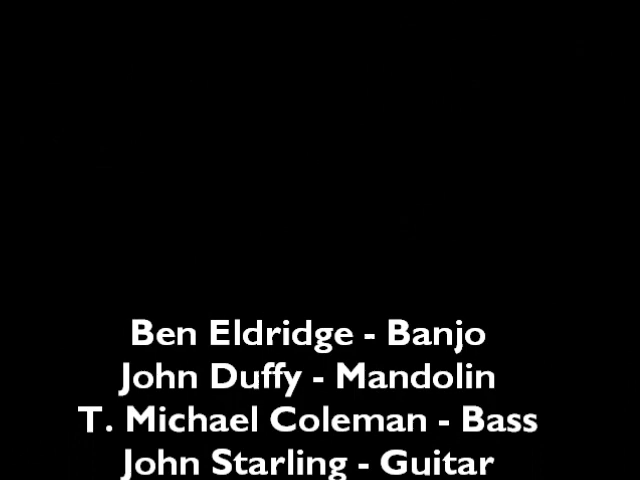 Ben Eldridge - Banjo
John Duffy - Mandolin
T. Michael Coleman - Bass
John Starling - Guitar